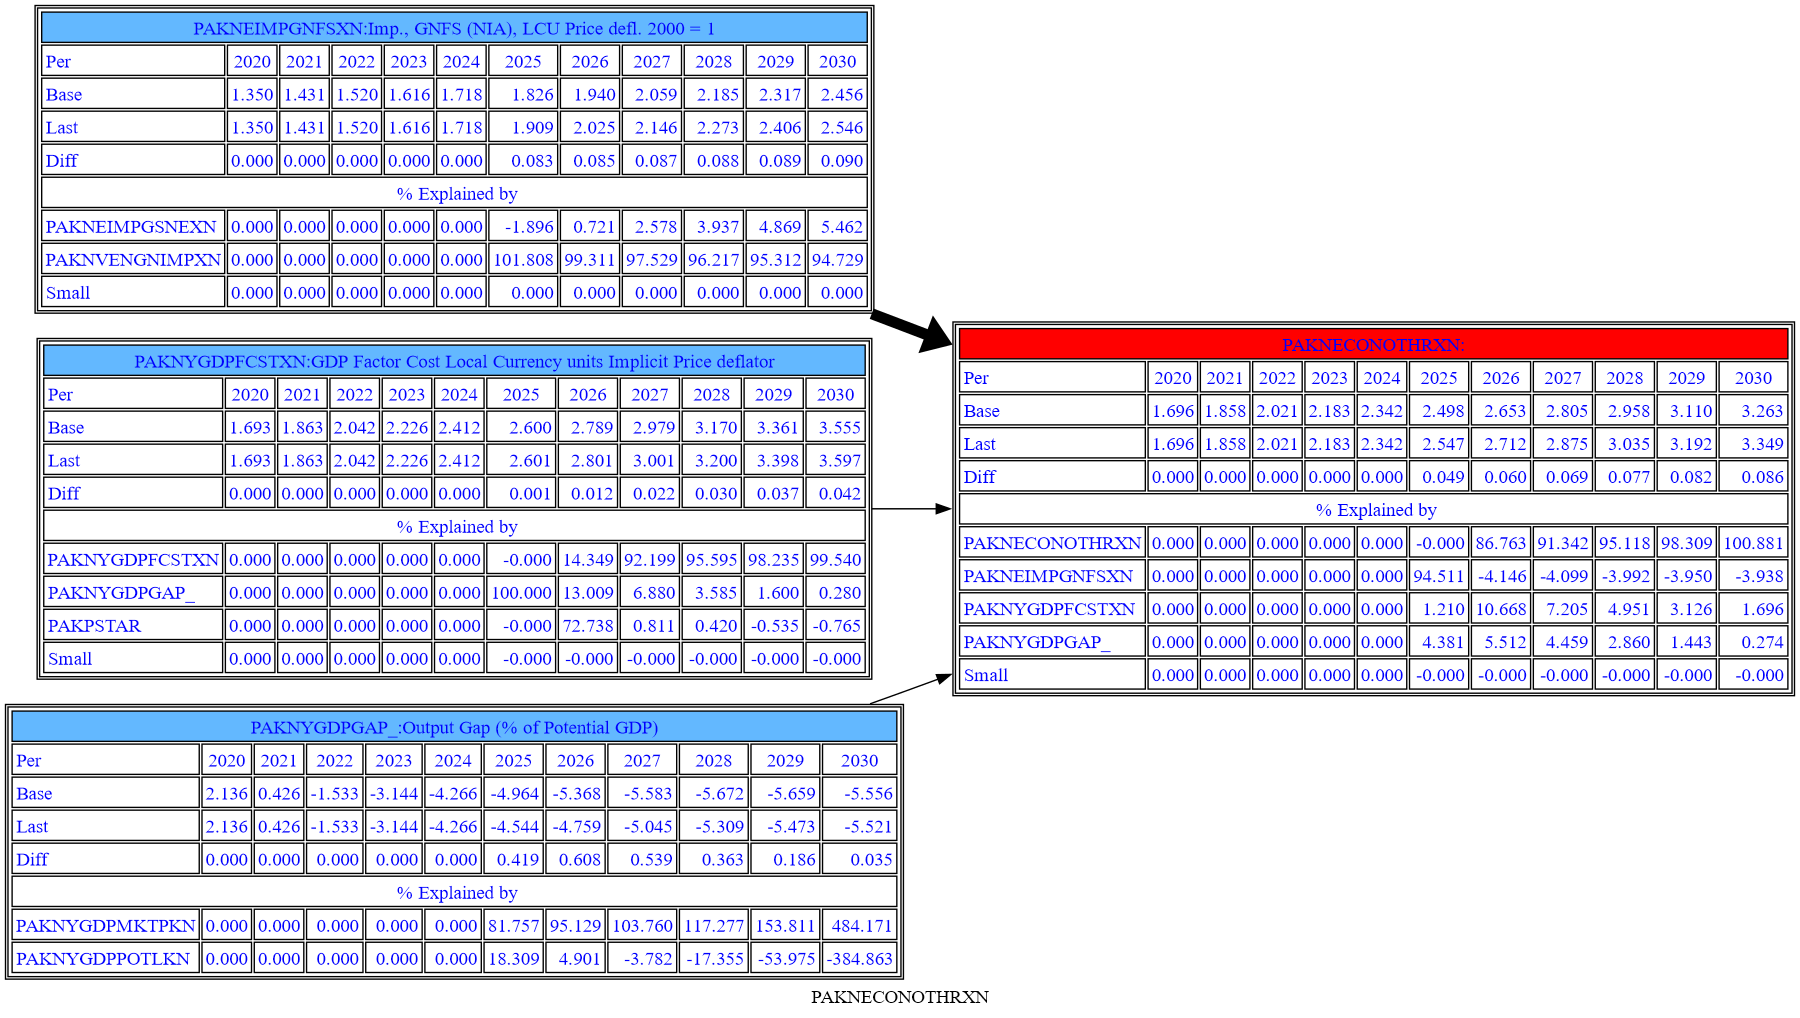 PAKNEIMPGNFSXN:Imp., GNFS (NIA), LCU Price defl. 2000 = 1
Per 2020 2021 2022 2023 2024 2025 2026 2027 2028 2029 2030
Base 1.350 1.431 1.520 1.616 1.718 1.826 1.940 2.059 2.185 2.317 2.456
Last 1.350 1.431 1.520 1.616 1.718 1.909 2.025 2.146 2.273 2.406 2.546
Diff 0.000 0.000 0.000 0.000 0.000 0.083 0.085 0.087 0.088 0.089 0.090
% Explained by
PAKNEIMPGSNEXN 0.000 0.000 0.000 0.000 0.000 -1.896 0.721 2.578 3.937 4.869 5.462
PAKNVENGNIMPXN 0.000 0.000 0.000 0.000 0.000 101.808 99.311 97.529 96.217 95.312 94.729
Small 0.000 0.000 0.000 0.000 0.000 0.000 0.000 0.000 0.000 0.000 0.000
PAKNYGDPFCSTXN:GDP Factor Cost Local Currency units Implicit Price deflator
Per 2020 2021 2022 2023 2024 2025 2026 2027 2028 2029 2030
Base 1.693 1.863 2.042 2.226 2.412 2.600 2.789 2.979 3.170 3.361 3.555
Last 1.693 1.863 2.042 2.226 2.412 2.601 2.801 3.001 3.200 3.398 3.597
Diff 0.000 0.000 0.000 0.000 0.000 0.001 0.012 0.022 0.030 0.037 0.042
% Explained by
PAKNYGDPFCSTXN 0.000 0.000 0.000 0.000 0.000 -0.000 14.349 92.199 95.595 98.235 99.540
PAKNYGDPGAP_ 0.000 0.000 0.000 0.000 0.000 100.000 13.009 6.880 3.585 1.600 0.280
PAKPSTAR 0.000 0.000 0.000 0.000 0.000 -0.000 72.738 0.811 0.420 -0.535 -0.765
Small 0.000 0.000 0.000 0.000 0.000 -0.000 -0.000 -0.000 -0.000 -0.000 -0.000
PAKNYGDPGAP_:Output Gap (% of Potential GDP)
Per 2020 2021 2022 2023 2024 2025 2026 2027 2028 2029 2030
Base 2.136 0.426 -1.533 -3.144 -4.266 -4.964 -5.368 -5.583 -5.672 -5.659 -5.556
Last 2.136 0.426 -1.533 -3.144 -4.266 -4.544 -4.759 -5.045 -5.309 -5.473 -5.521
Diff 0.000 0.000 0.000 0.000 0.000 0.419 0.608 0.539 0.363 0.186 0.035
% Explained by
PAKNYGDPMKTPKN 0.000 0.000 0.000 0.000 0.000 81.757 95.129 103.760 117.277 153.811 484.171
PAKNYGDPPOTLKN 0.000 0.000 0.000 0.000 0.000 18.309 4.901 -3.782 -17.355 -53.975 -384.863
PAKNECONOTHRXN:
Per 2020 2021 2022 2023 2024 2025 2026 2027 2028 2029 2030
Base 1.696 1.858 2.021 2.183 2.342 2.498 2.653 2.805 2.958 3.110 3.263
Last 1.696 1.858 2.021 2.183 2.342 2.547 2.712 2.875 3.035 3.192 3.349
Diff 0.000 0.000 0.000 0.000 0.000 0.049 0.060 0.069 0.077 0.082 0.086
% Explained by
PAKNECONOTHRXN 0.000 0.000 0.000 0.000 0.000 -0.000 86.763 91.342 95.118 98.309 100.881
PAKNEIMPGNFSXN 0.000 0.000 0.000 0.000 0.000 94.511 -4.146 -4.099 -3.992 -3.950 -3.938
PAKNYGDPFCSTXN 0.000 0.000 0.000 0.000 0.000 1.210 10.668 7.205 4.951 3.126 1.696
PAKNYGDPGAP_ 0.000 0.000 0.000 0.000 0.000 4.381 5.512 4.459 2.860 1.443 0.274
Small 0.000 0.000 0.000 0.000 0.000 -0.000 -0.000 -0.000 -0.000 -0.000 -0.000
PAKNECONOTHRXN